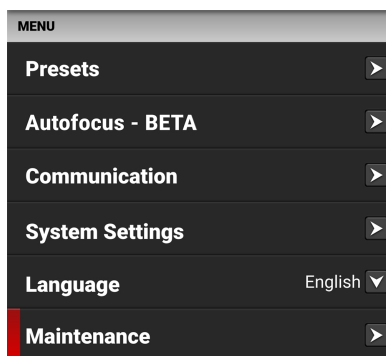 MENU
Presets
Autofocus - BETA
Communication
System Settings
Language English
Maintenance